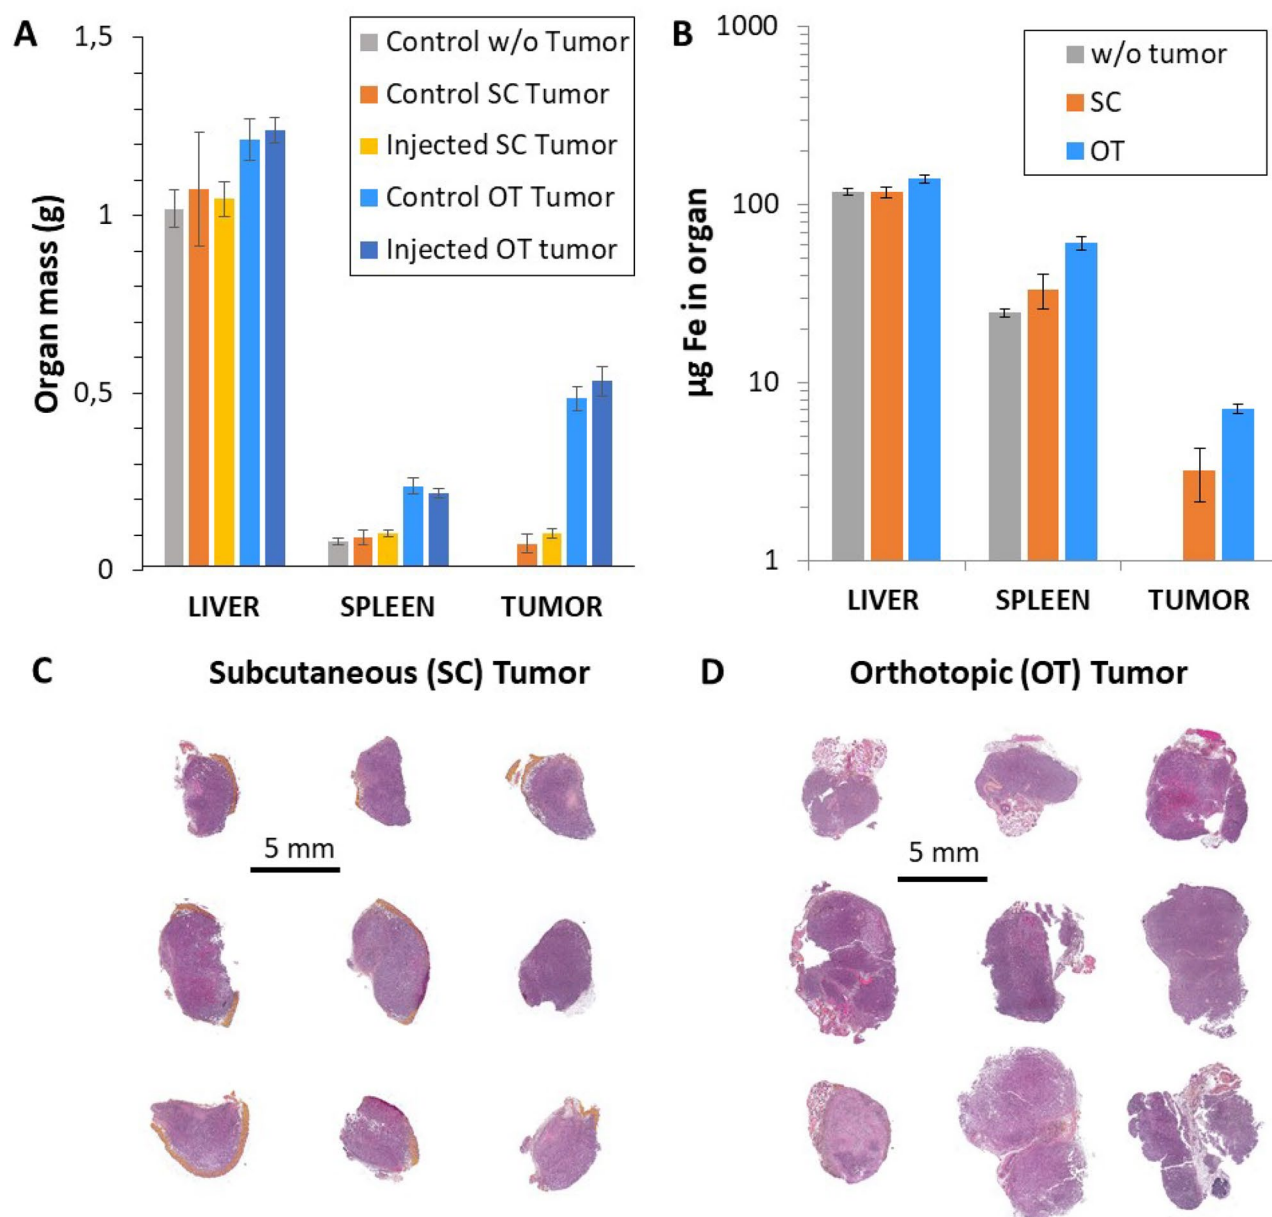 A
Organ mass (g)
1,5
1
0,5
0
Control w/o Tumor
Control SC Tumor
Injected SC Tumor
Control OT Tumor
Injected OT tumor
LIVER SPLEEN TUMOR
B
µg Fe in organ
1000
100
10
1
w/o tumor
SC
OT
LIVER SPLEEN TUMOR
C Subcutaneous (SC) Tumor
5 mm
D Orthotopic (OT) Tumor
5 mm